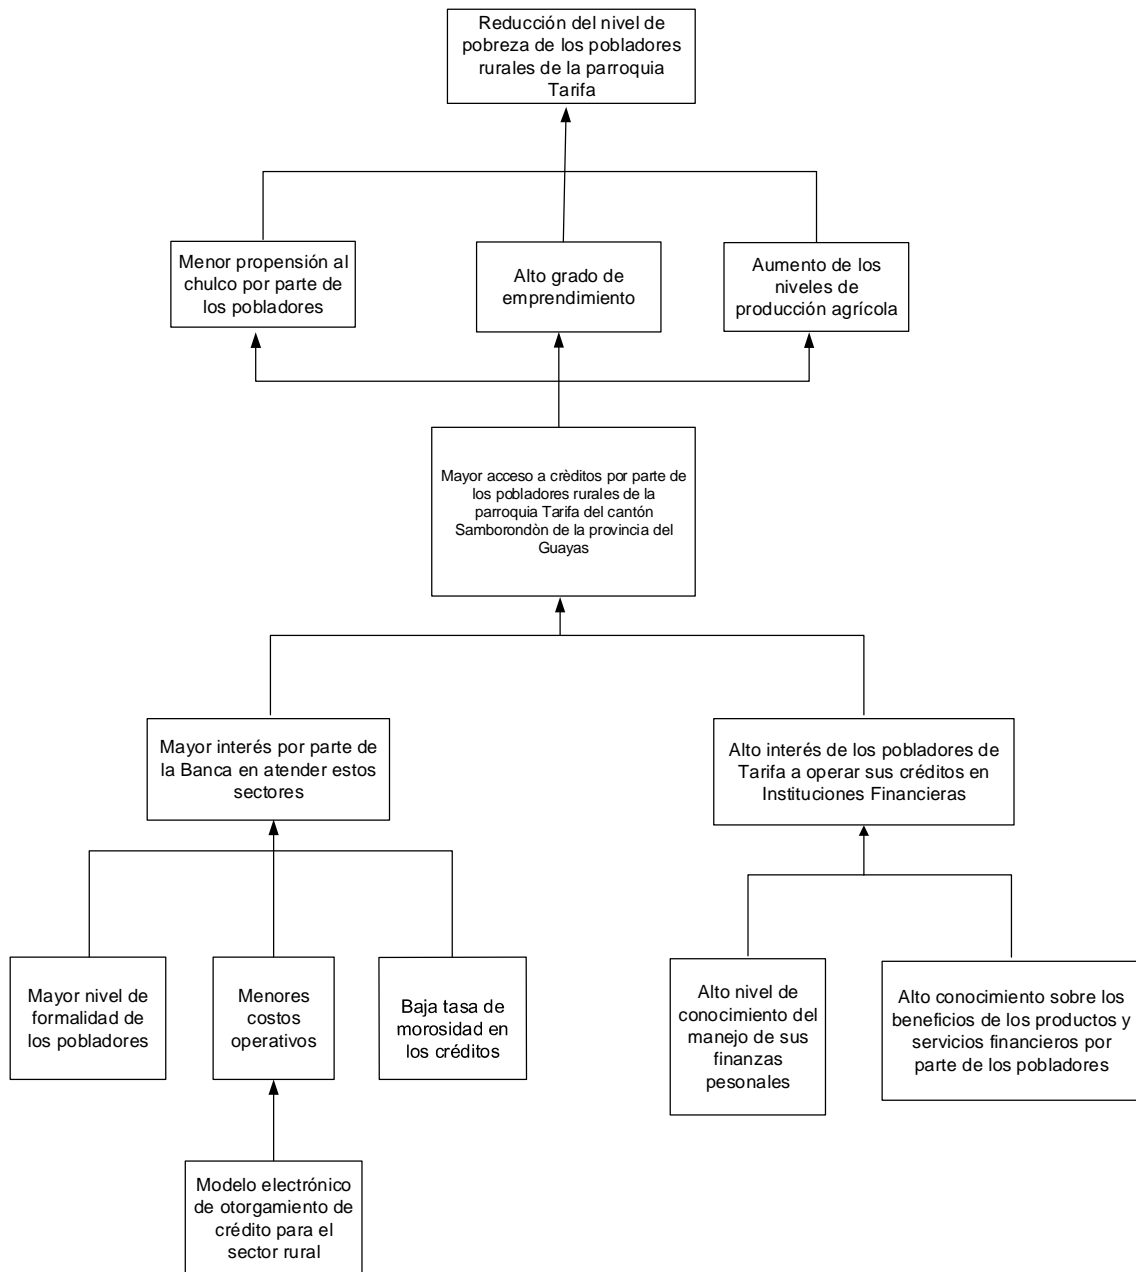 Reducción del nivel de
pobreza de los pobladores
rurales de la parroquia
Tarifa
Menor propensión al
chulco por parte de
los pobladores
Alto grado de
emprendimiento
Aumento de los
niveles de
producción agrícola
Mayor acceso a crèditos por parte de
los pobladores rurales de la
parroquia Tarifa del cantón
Samborondòn de la provincia del
Guayas
Mayor interés por parte de
la Banca en atender estos
sectores
Alto interés de los pobladores de
Tarifa a operar sus créditos en
Instituciones Financieras
Mayor nivel de
formalidad de
los pobladores
Menores
costos
operativos
Baja tasa de
morosidad en
los créditos
Alto nivel de
conocimiento del
manejo de sus
finanzas
pesonales
Alto conocimiento sobre los
beneficios de los productos y
servicios financieros por
parte de los pobladores
Modelo electrónico
de otorgamiento de
crédito para el
sector rural